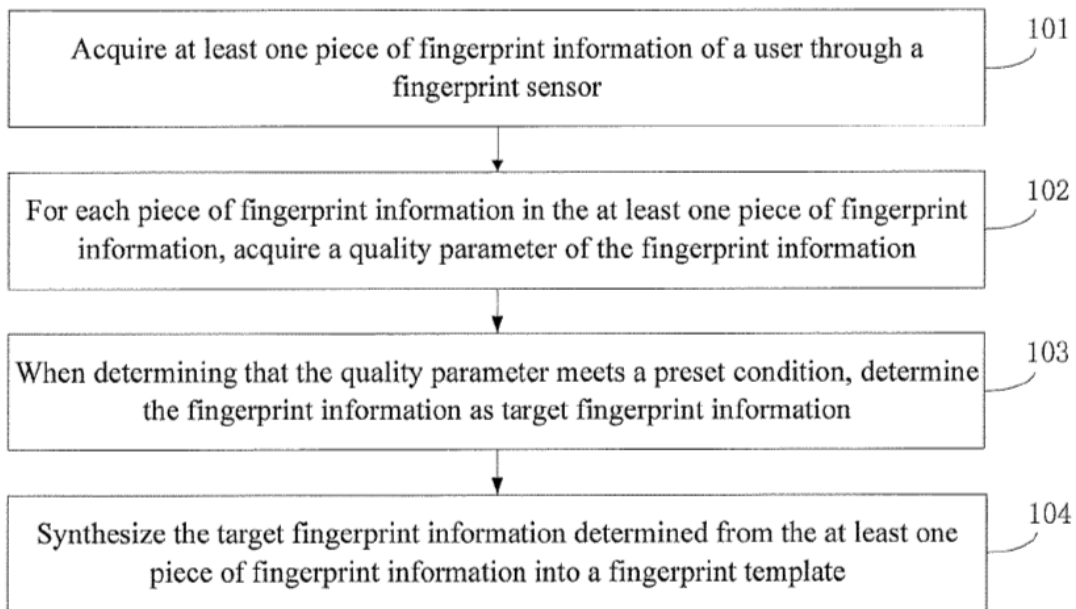 Acquire at least one piece of fingerprint information of a user through a
fingerprint sensor
101
For each piece of fingerprint information in the at least one piece of fingerprint
information, acquire a quality parameter of the fingerprint information
102
When determining that the quality parameter meets a preset condition, determine
the fingerprint information as target fingerprint information
103
Synthesize the target fingerprint information determined from the at least one
piece of fingerprint information into a fingerprint template
104